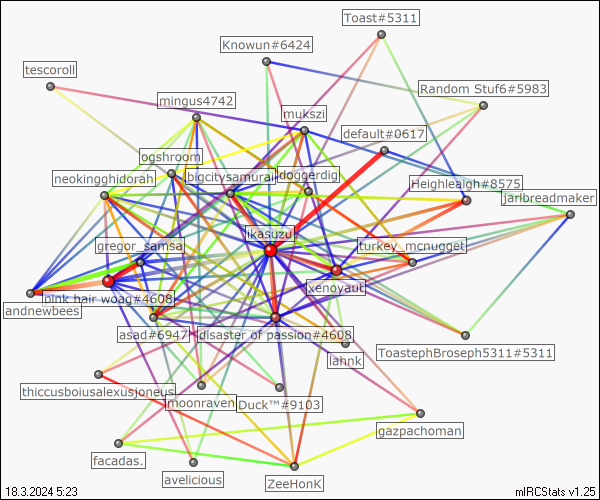 Toast#5311
Knowun#6424
tescoroll
Random Stuf6#5983
mingus4742
mukszi
default#0617
ogshroom
bigcitysamurai
doggerdig
neokingghidorah
Heighleaigh#8575
jarlbreadmaker
ikasuzu
gregor_samsa
turkey_mcnugget
xenoyaut
pink hair woag#4608
andnewbees
asad#6947
disaster of passion#4608
iahnk
ToastephBroseph5311#5311
thiccusboiusalexusjoneus
moonraven
Duck™#9103
gazpachoman
facadas.
avelicious
ZeeHonK
18.3.2024 5:23
mIRCStats v1.25